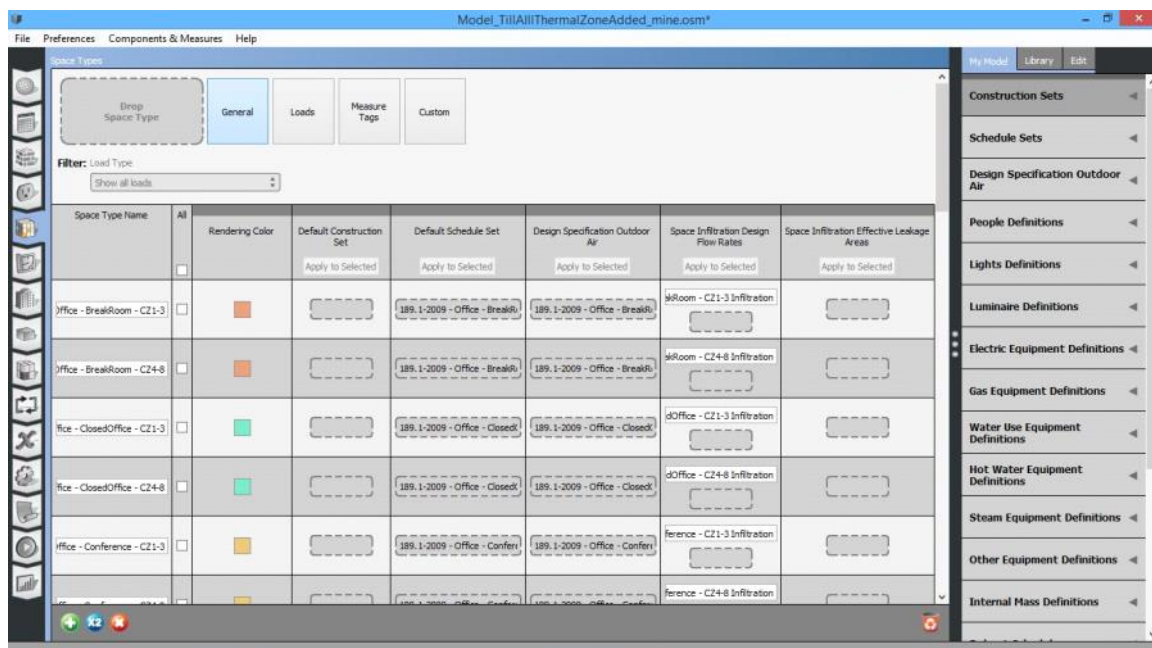 Model_TillAllIThermalZoneAdded_mine.osm*
File Preferences Components & Measures Help
Space Types
My Model Library Edit
Drop
Space Type
General
Loads
Measure
Tags
Custom
Filter: Load Type
Show all loads
Space Type Name
All
Rendering Color
Default Construction
Set
Apply to Selected
Default Schedule Set
Apply to Selected
Design Specification Outdoor
Air
Apply to Selected
Space Infiltration Design
Flow Rates
Apply to Selected
Space Infiltration Effective Leakage
Areas
Apply to Selected
Office - BreakRoom - CZ1-3
189.1-2009 - Office - BreakR
189.1-2009 - Office - BreakR
akRoom - CZ1-3 Infiltration
Office - BreakRoom - CZ4-8
189.1-2009 - Office - BreakR
189.1-2009 - Office - BreakR
akRoom - CZ4-8 Infiltration
fice - ClosedOffice - CZ1-3
189.1-2009 - Office - Closed
189.1-2009 - Office - Closed
dOffice - CZ1-3 Infiltration
fice - ClosedOffice - CZ4-8
189.1-2009 - Office - Closed
189.1-2009 - Office - Closed
dOffice - CZ4-8 Infiltration
ffice - Conference - CZ1-3
189.1-2009 - Office - Confer
189.1-2009 - Office - Confer
ference - CZ1-3 Infiltration
ference - CZ4-8 Infiltration
X2
Construction Sets
Schedule Sets
Design Specification Outdoor
Air
People Definitions
Lights Definitions
Luminaire Definitions
Electric Equipment Definitions
Gas Equipment Definitions
Water Use Equipment
Definitions
Hot Water Equipment
Definitions
Steam Equipment Definitions
Other Equipment Definitions
Internal Mass Definitions